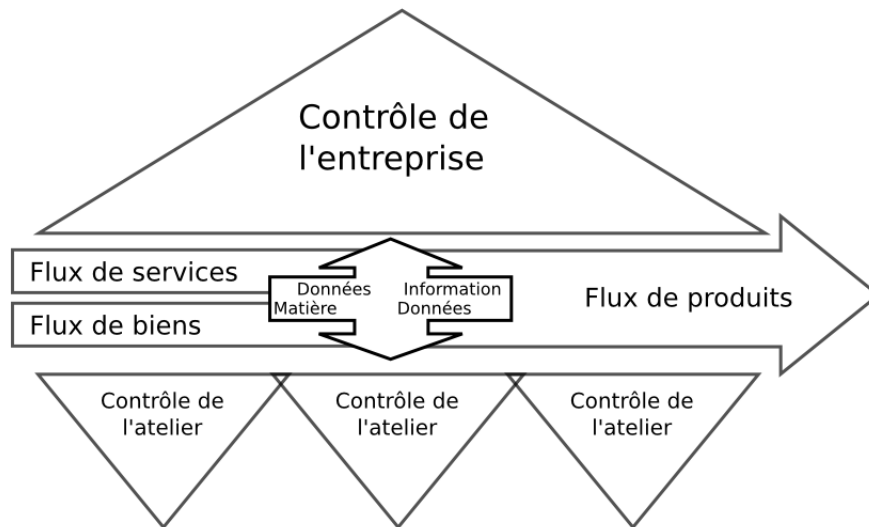 Contrôle de
l'entreprise
Flux de services
Données Information
Matière Données
Flux de biens
Flux de produits
Contrôle de
l'atelier
Contrôle de
l'atelier
Contrôle de
l'atelier